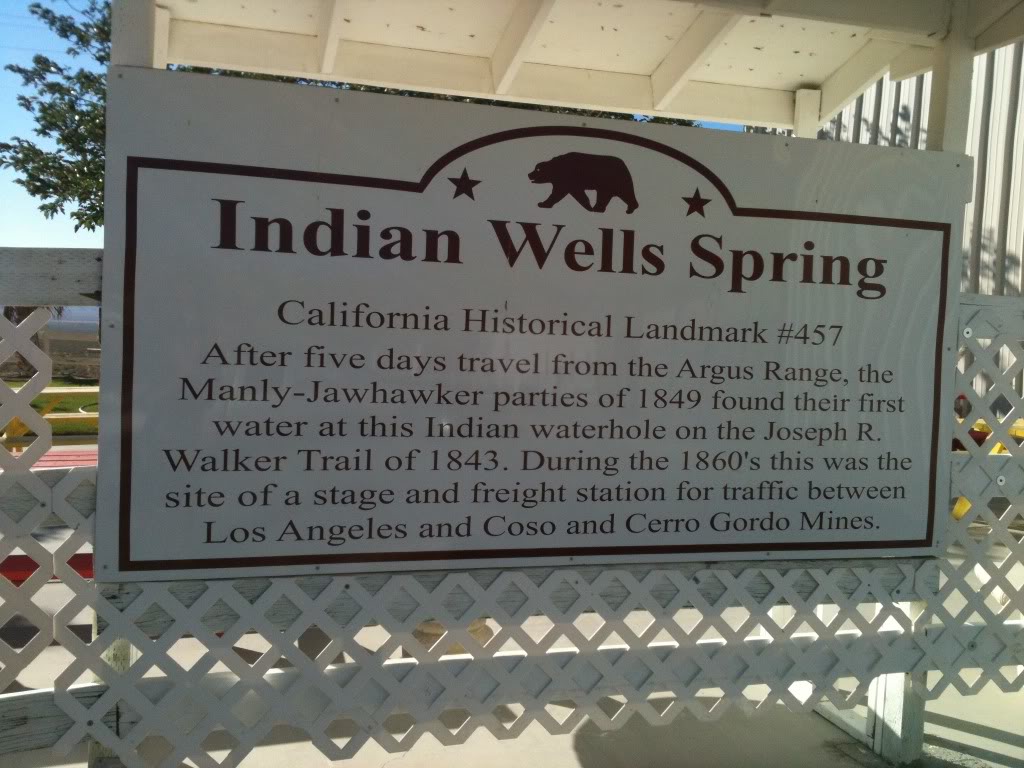 Indian Wells Spring
California Historical Landmark #457
After five days travel from the Argus Range, the
Manly-Jawhawker parties of 1849 found their first
water at this Indian waterhole on the Joseph R.
Walker Trail of 1843. During the 1860's this was the
site of a stage and freight station for traffic between
Los Angeles and Coso and Cerro Gordo Mines.